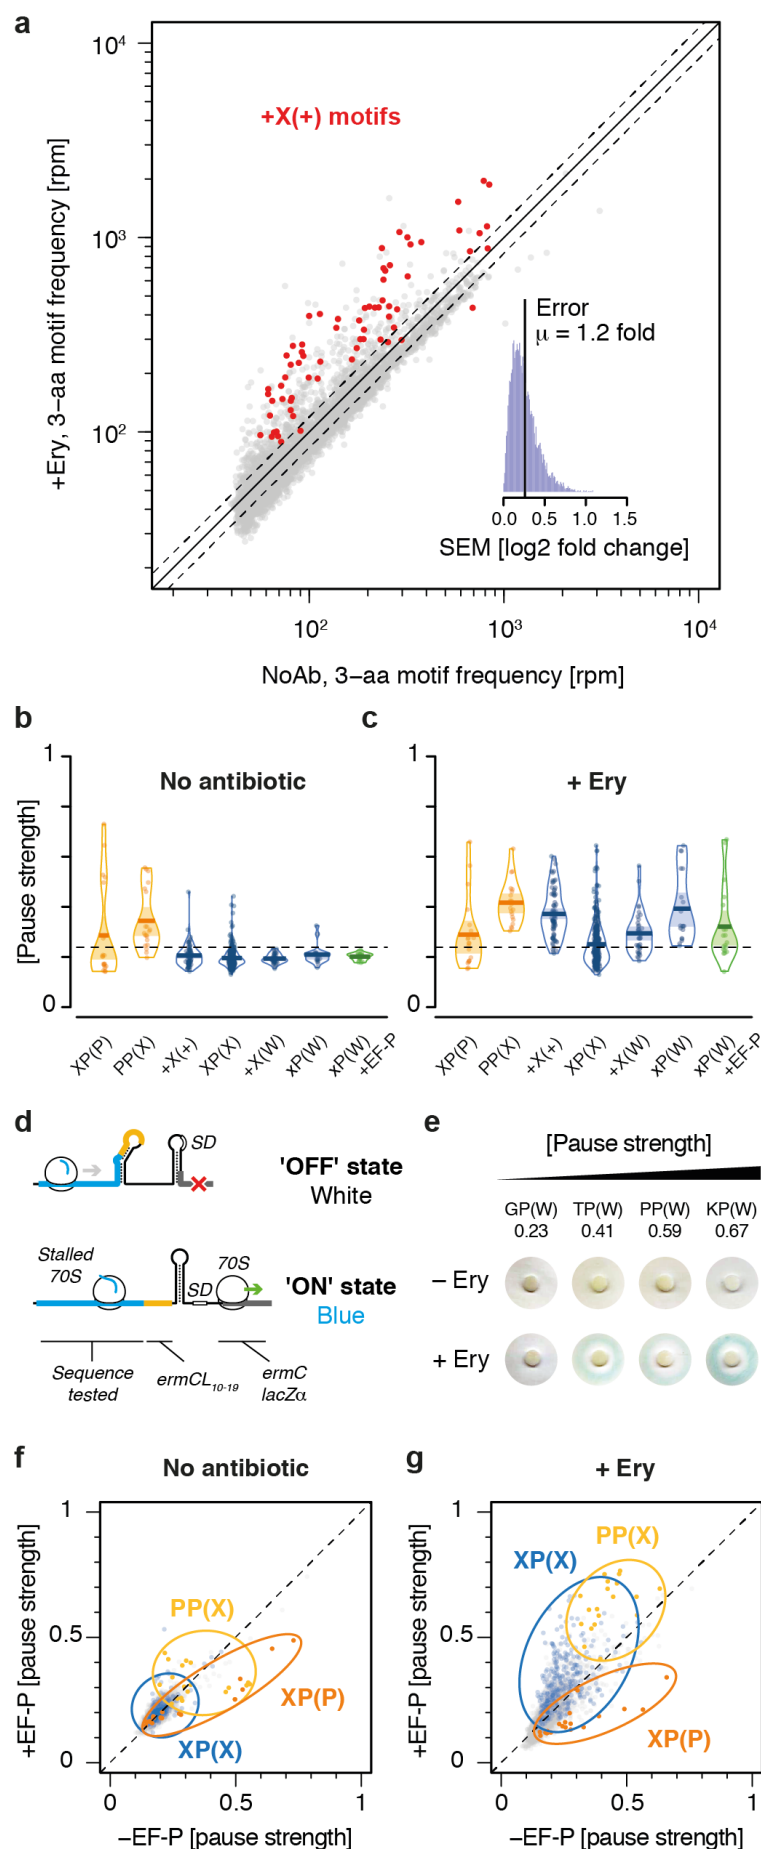 a
+X(+) motifs
+Ery, 3−aa motif frequency [rpm]
10⁴
10³
10²
Error
μ = 1.2 fold
0.0 0.5 1.0 1.5
SEM [log2 fold change]
10² 10³ 10⁴
NoAb, 3−aa motif frequency [rpm]
b
No antibiotic
[Pause strength]
1
0
XP(P) PP(X) +X(+) XP(X) +X(W) xP(W) xP(W)
+EF-P
c
+ Ery
1
0
XP(P) PP(X) +X(+) XP(X) +X(W) xP(W) xP(W)
+EF-P
d
SD
'OFF' state
White
Stalled
70S
70S
SD
'ON' state
Blue
Sequence
tested
ermCL10-19
ermC
lacZα
e
[Pause strength]
GP(W) TP(W) PP(W) KP(W)
0.23 0.41 0.59 0.67
− Ery
+ Ery
f
No antibiotic
+EF-P [pause strength]
1
0.5
0
PP(X)
XP(P)
XP(X)
0 0.5 1
−EF-P [pause strength]
g
+ Ery
+EF-P [pause strength]
1
0.5
0
PP(X)
XP(X)
XP(P)
0 0.5 1
−EF-P [pause strength]